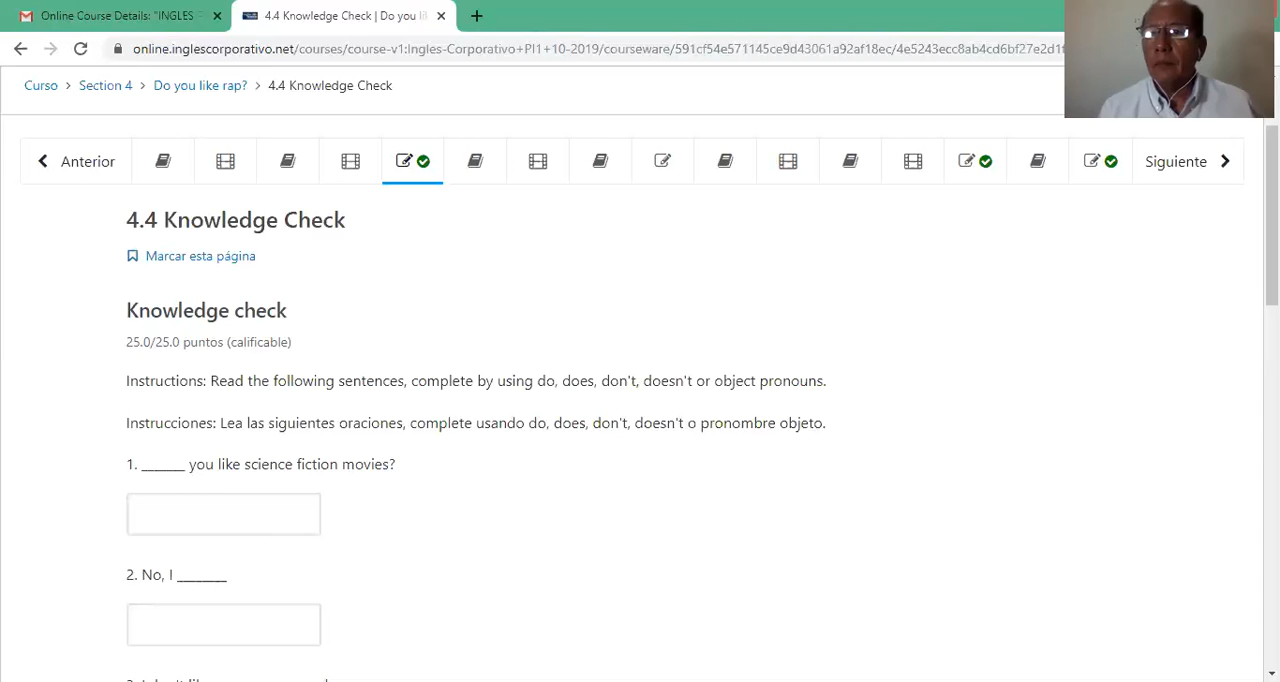 Online Course Details: "INGLES
4.4 Knowledge Check | Do you li
online.inglescorporativo.net/courses/course-v1:Ingles-Corporativo+PI1+10-2019/courseware/591cf54e571145ce9d43061a92af18ec/4e5243ecc8ab4cd6bf27e2d1f
Curso > Section 4 > Do you like rap? > 4.4 Knowledge Check
Anterior
Siguiente
4.4 Knowledge Check
Marcar esta página
Knowledge check
25.0/25.0 puntos (calificable)
Instructions: Read the following sentences, complete by using do, does, don't, doesn't or object pronouns.
Instrucciones: Lea las siguientes oraciones, complete usando do, does, don't, doesn't o pronombre objeto.
1. ______ you like science fiction movies?
2. No, I _______